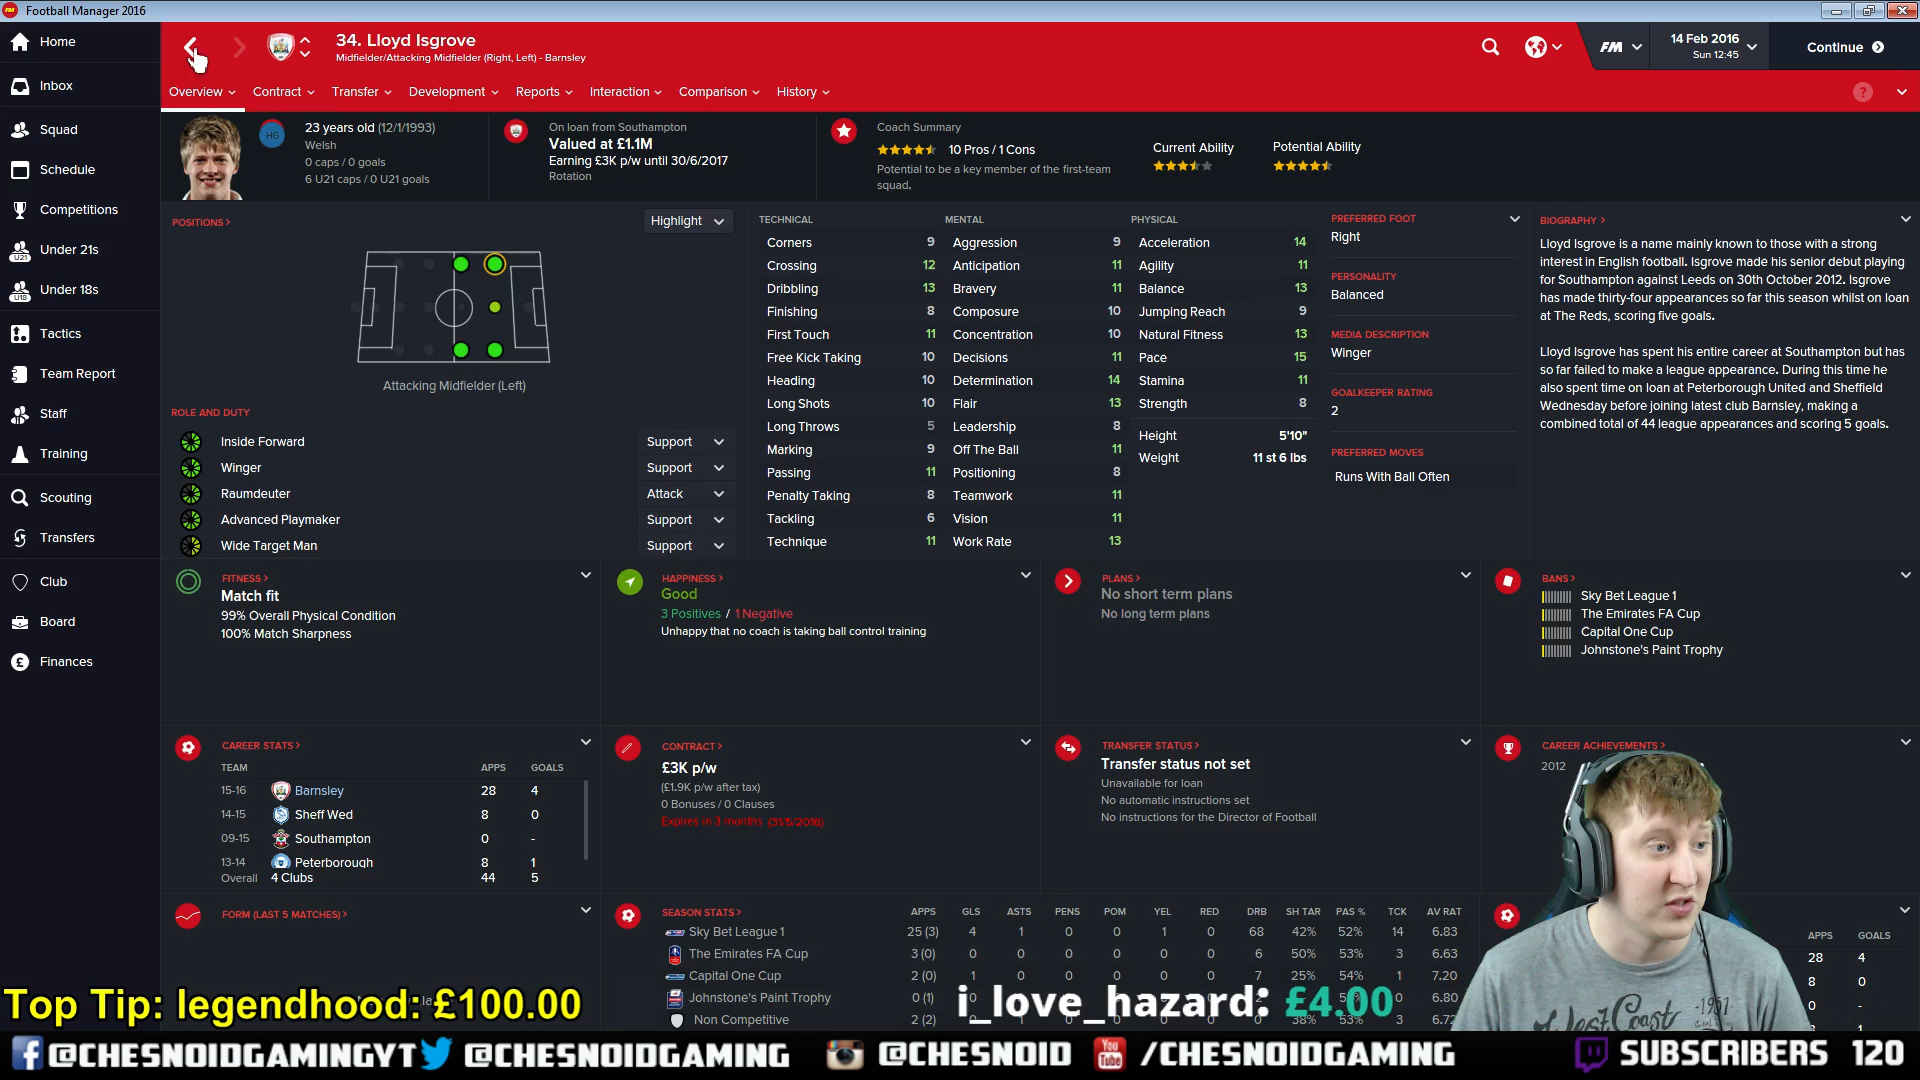 Football Manager 2016
Home
Inbox
Squad
Schedule
Competitions
Under 21s
Under 18s
Tactics
Team Report
Staff
Training
Scouting
Transfers
Club
Board
Finances
34. Lloyd Isgrove
Midfielder/Attacking Midfielder (Right, Left) - Barnsley
FM
14 Feb 2016
Sun 12:45
Continue
Overview Contract Transfer Development Reports Interaction Comparison History
?
HG
23 years old (12/1/1993)
Welsh
0 caps / 0 goals
6 U21 caps / 0 U21 goals
On loan from Southampton
Valued at £1.1M
Earning £3K p/w until 30/6/2017
Rotation
Coach Summary
10 Pros / 1 Cons
Potential to be a key member of the first-team
squad.
Current Ability
Potential Ability
POSITIONS >
Highlight
Attacking Midfielder (Left)
ROLE AND DUTY
Inside Forward Support
Winger Support
Raumdeuter Attack
Advanced Playmaker Support
Wide Target Man Support
TECHNICAL MENTAL PHYSICAL
Corners 9 Aggression 9 Acceleration 14
Crossing 12 Anticipation 11 Agility 11
Dribbling 13 Bravery 11 Balance 13
Finishing 8 Composure 10 Jumping Reach 9
First Touch 11 Concentration 10 Natural Fitness 13
Free Kick Taking 10 Decisions 11 Pace 15
Heading 10 Determination 14 Stamina 11
Long Shots 10 Flair 13 Strength 8
Long Throws 5 Leadership 8
Marking 9 Off The Ball 11
Passing 11 Positioning 8
Penalty Taking 8 Teamwork 11
Tackling 6 Vision 11
Technique 11 Work Rate 13
Height 5'10"
Weight 11 st 6 lbs
PREFERRED FOOT
Right
PERSONALITY
Balanced
MEDIA DESCRIPTION
Winger
GOALKEEPER RATING
2
PREFERRED MOVES
Runs With Ball Often
BIOGRAPHY >
Lloyd Isgrove is a name mainly known to those with a strong
interest in English football. Isgrove made his senior debut playing
for Southampton against Leeds on 30th October 2012. Isgrove
has made thirty-four appearances so far this season whilst on loan
at The Reds, scoring five goals.
Lloyd Isgrove has spent his entire career at Southampton but has
so far failed to make a league appearance. During this time he
also spent time on loan at Peterborough United and Sheffield
Wednesday before joining latest club Barnsley, making a
combined total of 44 league appearances and scoring 5 goals.
FITNESS >
Match fit
99% Overall Physical Condition
100% Match Sharpness
HAPPINESS >
Good
3 Positives / 1 Negative
Unhappy that no coach is taking ball control training
PLANS >
No short term plans
No long term plans
BANS >
Sky Bet League 1
The Emirates FA Cup
Capital One Cup
Johnstone's Paint Trophy
CAREER STATS >
TEAM APPS GOALS
15-16 Barnsley 28 4
14-15 Sheff Wed 8 0
09-15 Southampton 0 -
13-14 Peterborough 8 1
Overall 4 Clubs 44 5
CONTRACT >
£3K p/w
(£1.9K p/w after tax)
0 Bonuses / 0 Clauses
Expires in 3 months (31/5/2016)
TRANSFER STATUS >
Transfer status not set
Unavailable for loan
No automatic instructions set
No instructions for the Director of Football
CAREER ACHIEVEMENTS >
2012
FORM (LAST 5 MATCHES) >
SEASON STATS > APPS GLS ASTS PENS POM YEL RED DRB SH TAR PAS % TCK AV RAT
Sky Bet League 1 25 (3) 4 1 0 0 1 0 68 42% 52% 14 6.83
The Emirates FA Cup 3 (0) 0 0 0 0 0 0 6 50% 53% 3 6.63
Capital One Cup 2 (0) 1 0 0 0 0 0 7 25% 54% 1 7.20
Johnstone's Paint Trophy 0 (1) 0 6.80
Non Competitive 2 (2) 38% 53% 3
APPS GOALS
28 4
8 0
0 -
1
Top Tip: legendhood: £100.00
i_love_hazard: £4.00
West Coast
-1951-
@CHESNOIDGAMINGYT @CHESNOIDGAMING @CHESNOID You Tube /CHESNOIDGAMING SUBSCRIBERS 120